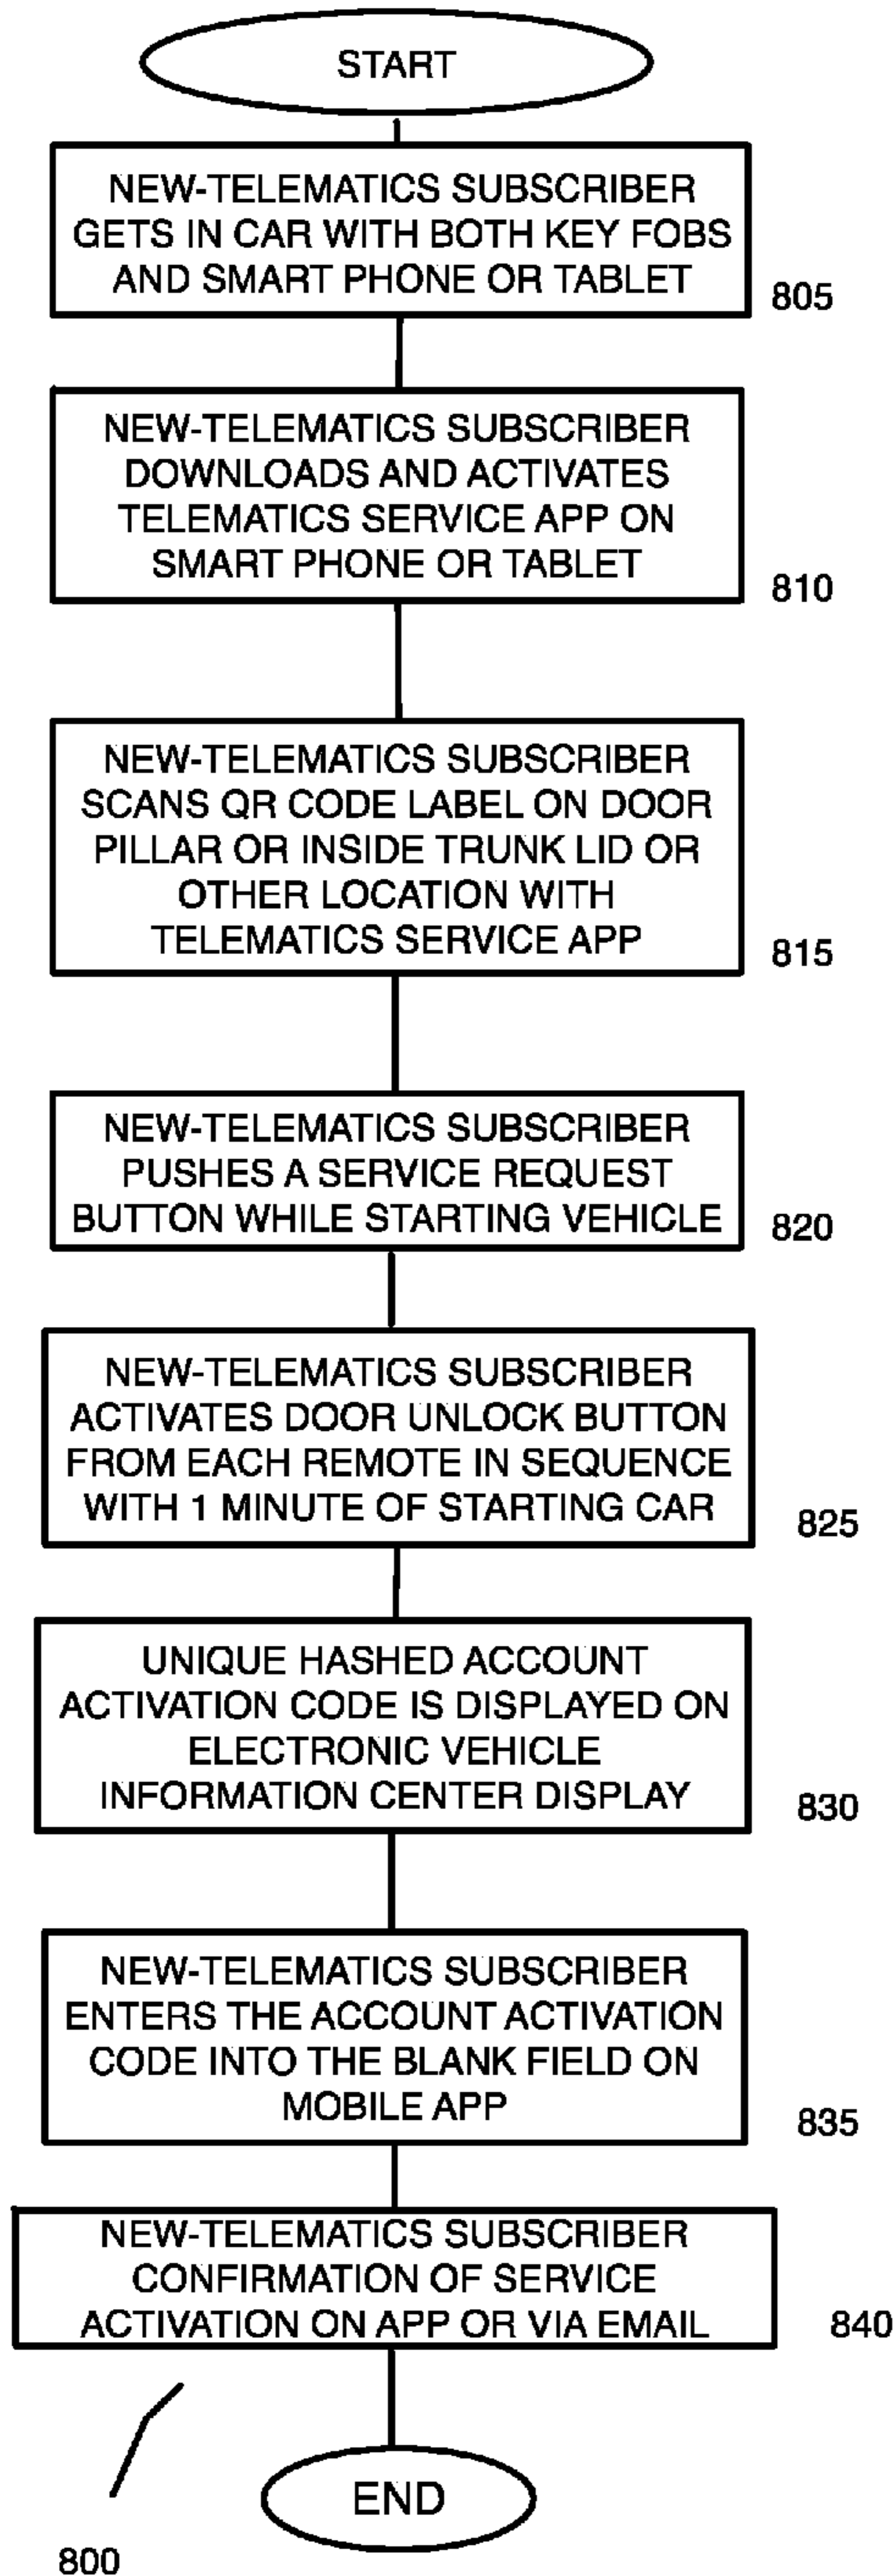 START
NEW-TELEMATICS SUBSCRIBER
GETS IN CAR WITH BOTH KEY FOBS
AND SMART PHONE OR TABLET
805
NEW-TELEMATICS SUBSCRIBER
DOWNLOADS AND ACTIVATES
TELEMATICS SERVICE APP ON
SMART PHONE OR TABLET
810
NEW-TELEMATICS SUBSCRIBER
SCANS QR CODE LABEL ON DOOR
PILLAR OR INSIDE TRUNK LID OR
OTHER LOCATION WITH
TELEMATICS SERVICE APP
815
NEW-TELEMATICS SUBSCRIBER
PUSHES A SERVICE REQUEST
BUTTON WHILE STARTING VEHICLE
820
NEW-TELEMATICS SUBSCRIBER
ACTIVATES DOOR UNLOCK BUTTON
FROM EACH REMOTE IN SEQUENCE
WITH 1 MINUTE OF STARTING CAR
825
UNIQUE HASHED ACCOUNT
ACTIVATION CODE IS DISPLAYED ON
ELECTRONIC VEHICLE
INFORMATION CENTER DISPLAY
830
NEW-TELEMATICS SUBSCRIBER
ENTERS THE ACCOUNT ACTIVATION
CODE INTO THE BLANK FIELD ON
MOBILE APP
835
NEW-TELEMATICS SUBSCRIBER
CONFIRMATION OF SERVICE
ACTIVATION ON APP OR VIA EMAIL
840
END
800